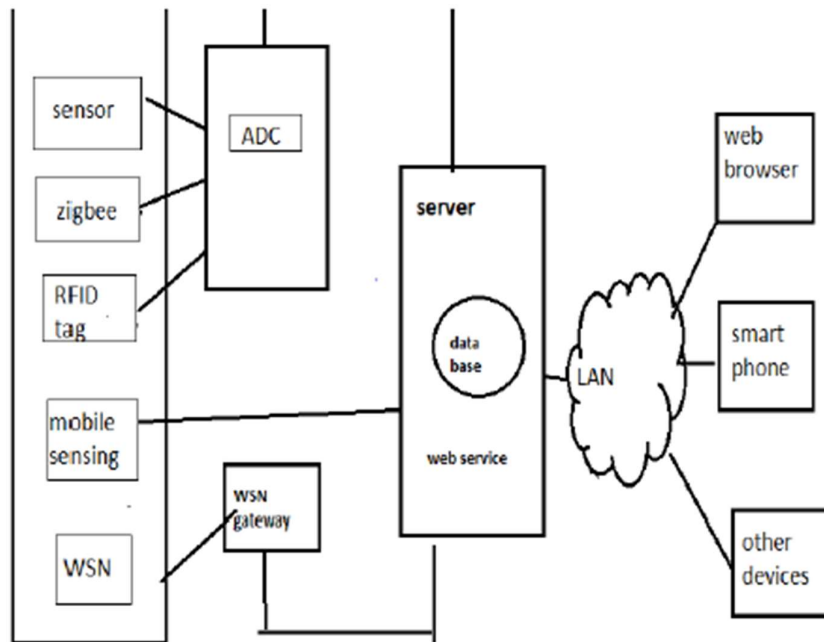 sensor
zigbee
RFID
tag
mobile
sensing
WSN
ADC
WSN
gateway
server
data
base
web service
LAN
web
browser
smart
phone
other
devices